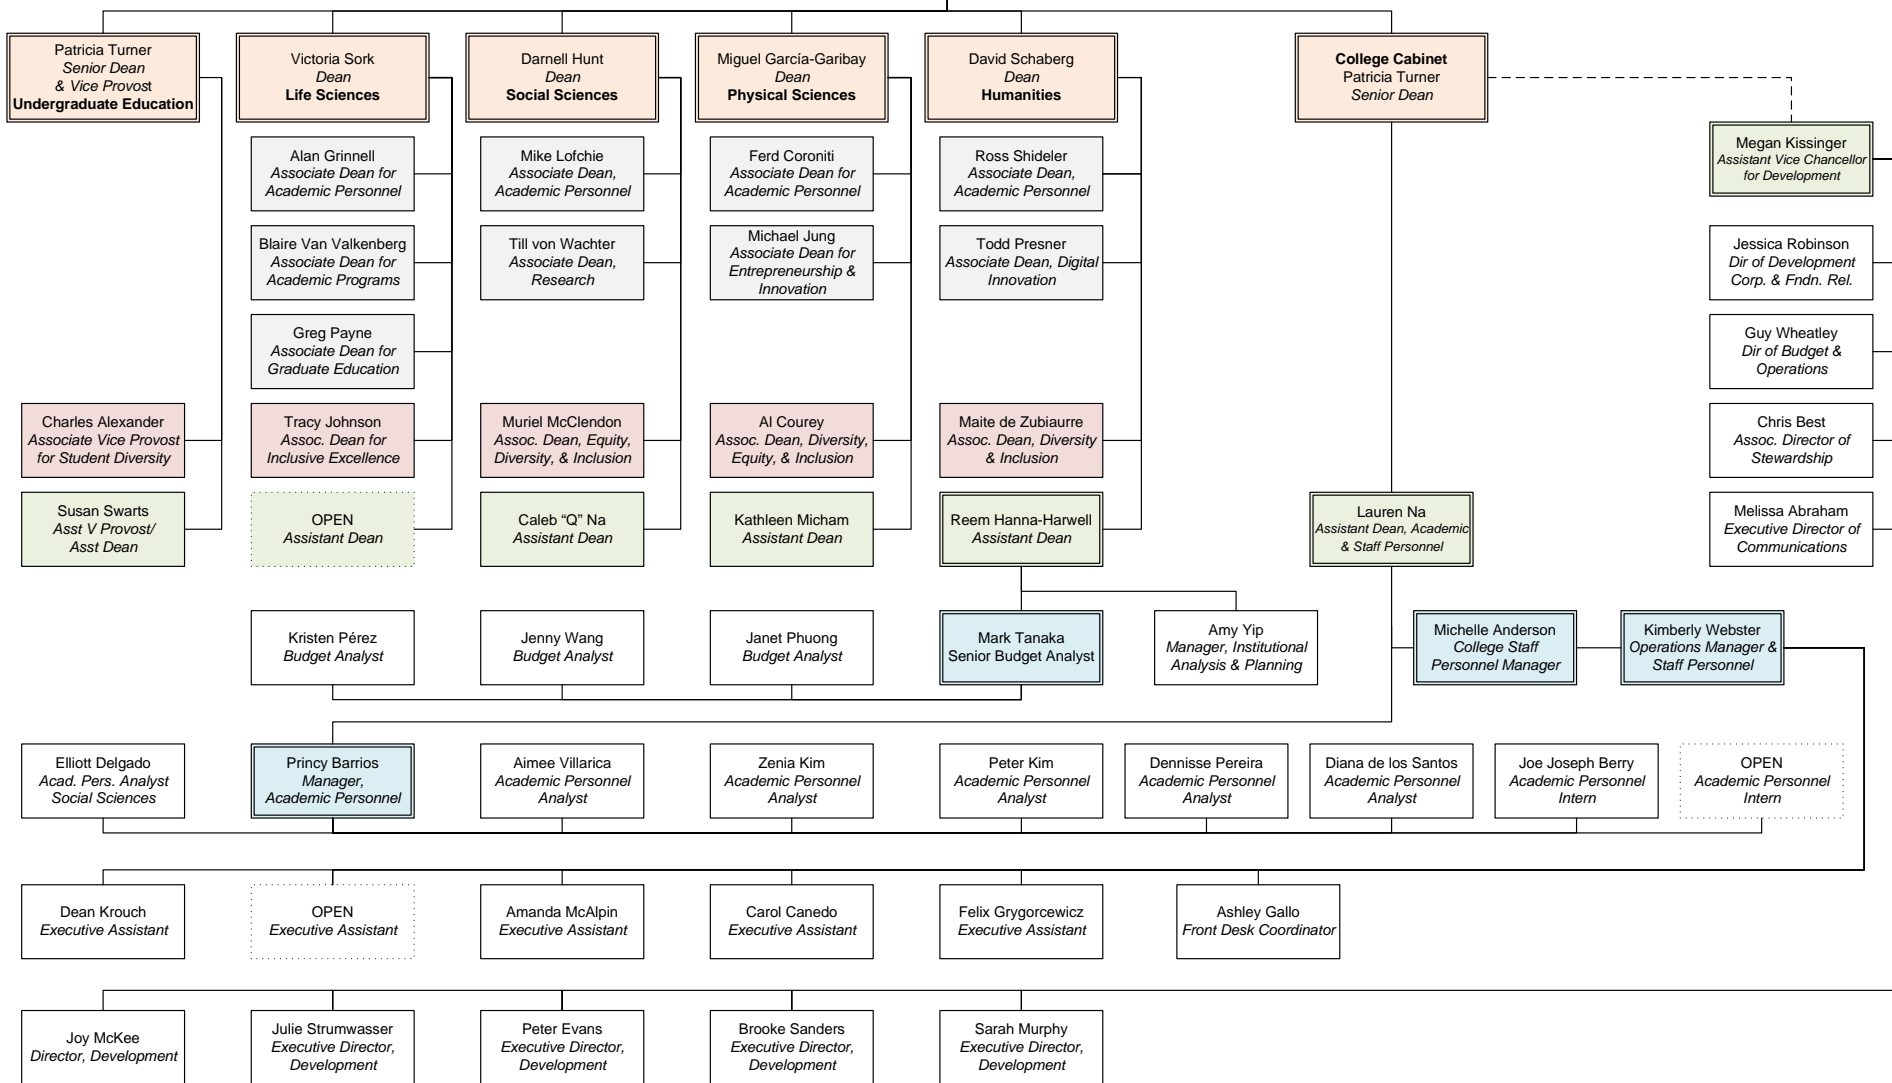 Patricia Turner
Senior Dean
& Vice Provost
Undergraduate Education
Victoria Sork
Dean
Life Sciences
Darnell Hunt
Dean
Social Sciences
Miguel García-Garibay
Dean
Physical Sciences
David Schaberg
Dean
Humanities
College Cabinet
Patricia Turner
Senior Dean
Megan Kissinger
Assistant Vice Chancellor
for Development
Alan Grinnell
Associate Dean for
Academic Personnel
Mike Lofchie
Associate Dean,
Academic Personnel
Ferd Coroniti
Associate Dean for
Academic Personnel
Ross Shideler
Associate Dean,
Academic Personnel
Blaire Van Valkenberg
Associate Dean for
Academic Programs
Till von Wachter
Associate Dean,
Research
Michael Jung
Associate Dean for
Entrepreneurship &
Innovation
Todd Presner
Associate Dean, Digital
Innovation
Jessica Robinson
Dir of Development
Corp. & Fndn. Rel.
Greg Payne
Associate Dean for
Graduate Education
Guy Wheatley
Dir of Budget &
Operations
Charles Alexander
Associate Vice Provost
for Student Diversity
Tracy Johnson
Assoc. Dean for
Inclusive Excellence
Muriel McClendon
Assoc. Dean, Equity,
Diversity, & Inclusion
Al Courey
Assoc. Dean, Diversity,
Equity, & Inclusion
Maite de Zubiaurre
Assoc. Dean, Diversity
& Inclusion
Chris Best
Assoc. Director of
Stewardship
Susan Swarts
Asst V Provost/
Asst Dean
OPEN
Assistant Dean
Caleb “Q” Na
Assistant Dean
Kathleen Micham
Assistant Dean
Reem Hanna-Harwell
Assistant Dean
Lauren Na
Assistant Dean, Academic
& Staff Personnel
Melissa Abraham
Executive Director of
Communications
Kristen Pérez
Budget Analyst
Jenny Wang
Budget Analyst
Janet Phuong
Budget Analyst
Mark Tanaka
Senior Budget Analyst
Amy Yip
Manager, Institutional
Analysis & Planning
Michelle Anderson
College Staff
Personnel Manager
Kimberly Webster
Operations Manager &
Staff Personnel
Elliott Delgado
Acad. Pers. Analyst
Social Sciences
Princy Barrios
Manager,
Academic Personnel
Aimee Villarica
Academic Personnel
Analyst
Zenia Kim
Academic Personnel
Analyst
Peter Kim
Academic Personnel
Analyst
Dennisse Pereira
Academic Personnel
Analyst
Diana de los Santos
Academic Personnel
Analyst
Joe Joseph Berry
Academic Personnel
Intern
OPEN
Academic Personnel
Intern
Dean Krouch
Executive Assistant
OPEN
Executive Assistant
Amanda McAlpin
Executive Assistant
Carol Canedo
Executive Assistant
Felix Grygorcewicz
Executive Assistant
Ashley Gallo
Front Desk Coordinator
Joy McKee
Director, Development
Julie Strumwasser
Executive Director,
Development
Peter Evans
Executive Director,
Development
Brooke Sanders
Executive Director,
Development
Sarah Murphy
Executive Director,
Development